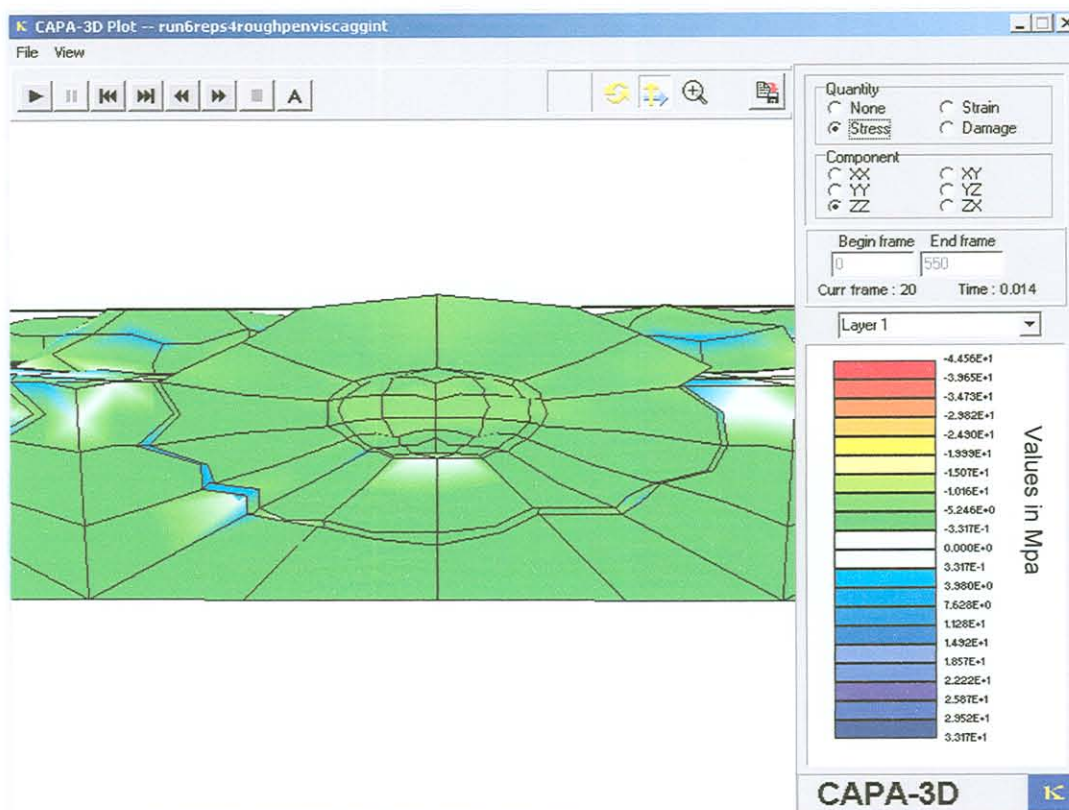 CAPA-3D Plot -- run6reps4roughpenviscaggint
File View
A
Quantity
None Strain
Stress Damage
Component
XX XY
YY YZ
ZZ ZX
Begin frame End frame
0 550
Curr frame : 20 Time : 0.014
Layer 1
-4.456E+1
-3.965E+1
-3.473E+1
-2.982E+1
-2.490E+1
-1.999E+1
-1.507E+1
-1.016E+1
-5.246E+0
-3.317E-1
0.000E+0
3.317E-1
3.980E+0
7.628E+0
1.128E+1
1.492E+1
1.857E+1
2.222E+1
2.587E+1
2.952E+1
3.317E+1
Values in Mpa
CAPA-3D